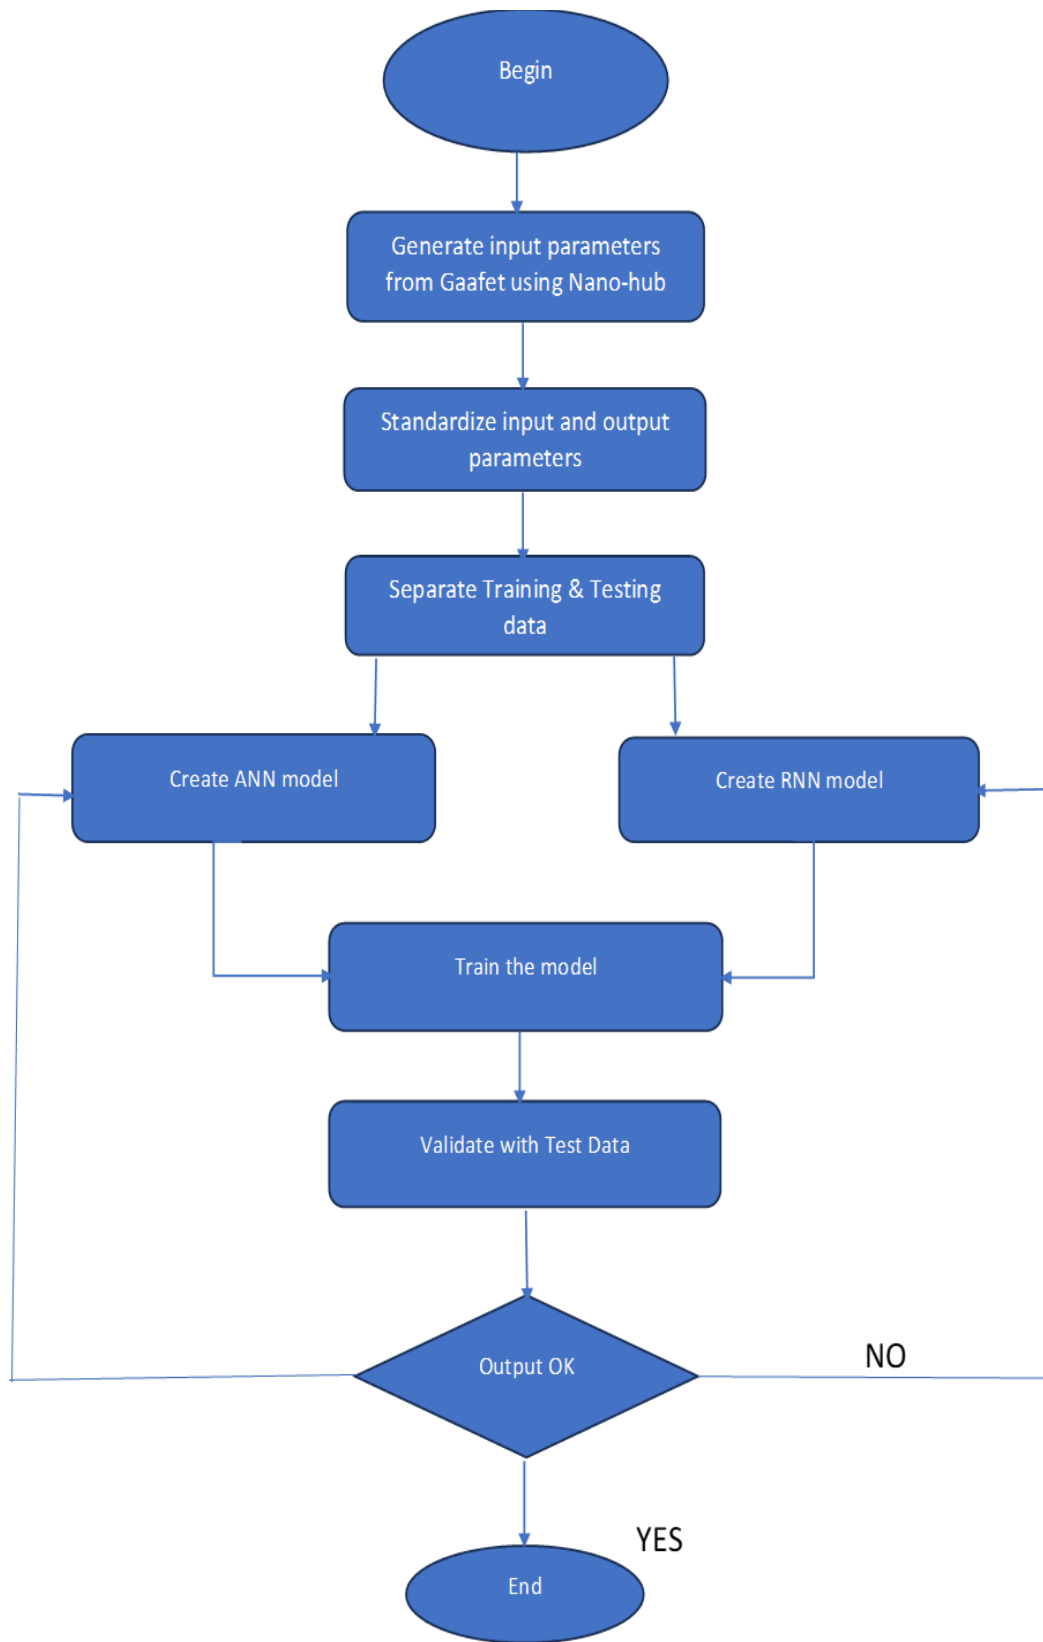 Begin
Generate input parameters
from Gaafet using Nano-hub
Standardize input and output
parameters
Separate Training & Testing
data
Create ANN model
Create RNN model
Train the model
Validate with Test Data
Output OK
NO
YES
End